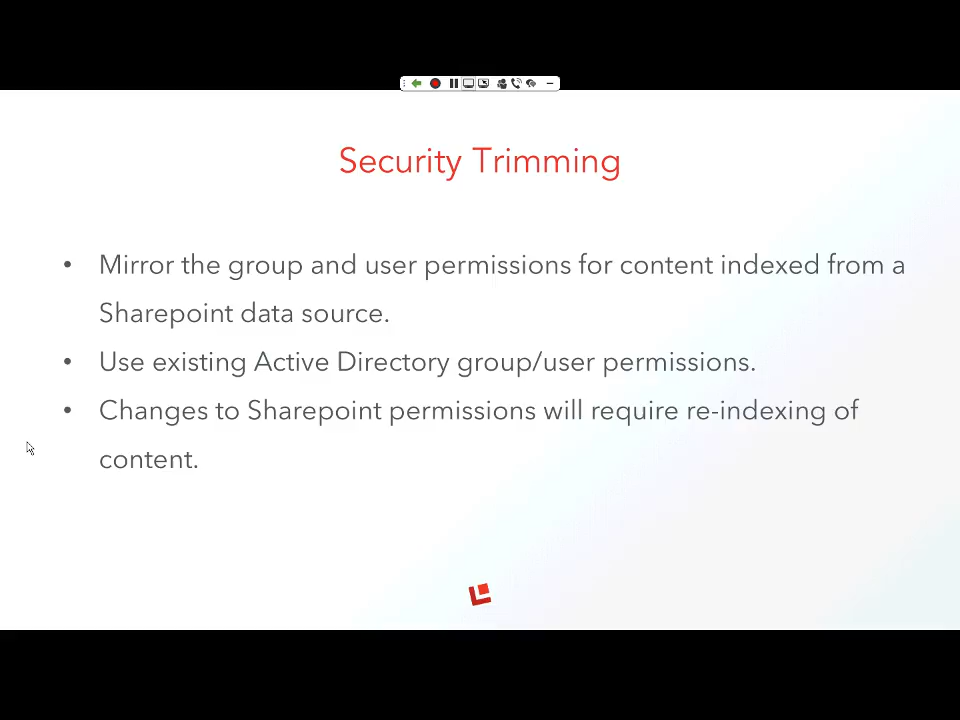 Security Trimming
• Mirror the group and user permissions for content indexed from a
Sharepoint data source.
• Use existing Active Directory group/user permissions.
• Changes to Sharepoint permissions will require re-indexing of
content.